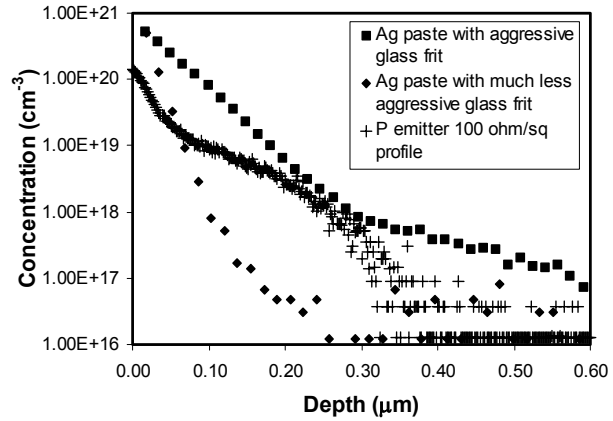 1.00E+21
1.00E+20
1.00E+19
1.00E+18
1.00E+17
1.00E+16
Concentration (cm-3)
Ag paste with aggressive
glass frit
Ag paste with much less
aggressive glass frit
P emitter 100 ohm/sq
profile
0.00 0.10 0.20 0.30 0.40 0.50 0.60
Depth (μm)